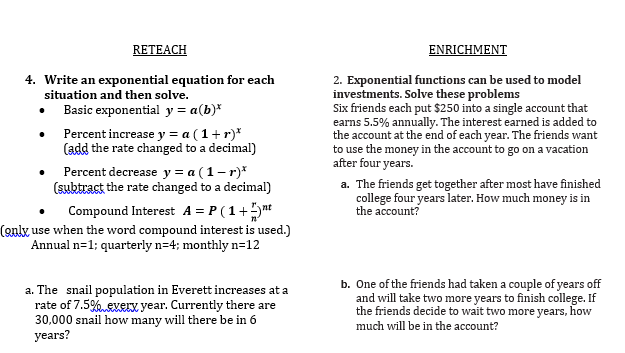 RETEACH
4. Write an exponential equation for each
situation and then solve.
• Basic exponential y = a(b)ˣ
• Percent increase y = a ( 1 + r)ˣ
(add the rate changed to a decimal)
• Percent decrease y = a ( 1 − r)ˣ
(subtract the rate changed to a decimal)
• Compound Interest A = P ( 1 + r/n)ⁿᵗ
(only use when the word compound interest is used.)
Annual n=1; quarterly n=4; monthly n=12
a. The snail population in Everett increases at a
rate of 7.5% every year. Currently there are
30,000 snail how many will there be in 6
years?
ENRICHMENT
2. Exponential functions can be used to model
investments. Solve these problems
Six friends each put $250 into a single account that
earns 5.5% annually. The interest earned is added to
the account at the end of each year. The friends want
to use the money in the account to go on a vacation
after four years.
a. The friends get together after most have finished
college four years later. How much money is in
the account?
b. One of the friends had taken a couple of years off
and will take two more years to finish college. If
the friends decide to wait two more years, how
much will be in the account?